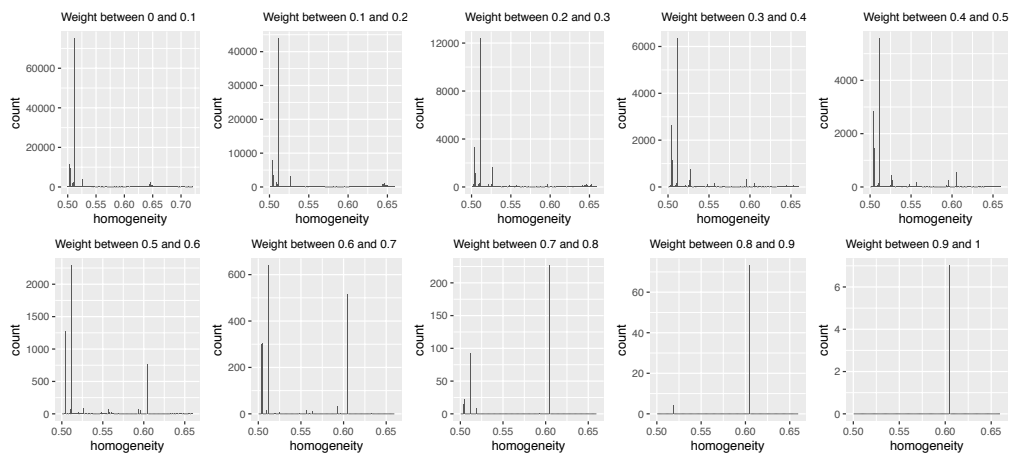 Weight between 0 and 0.1
Weight between 0.1 and 0.2
Weight between 0.2 and 0.3
Weight between 0.3 and 0.4
Weight between 0.4 and 0.5
count
60000
40000
20000
0
0.50 0.55 0.60 0.65 0.70
homogeneity
count
40000
30000
20000
10000
0
0.50 0.55 0.60 0.65
homogeneity
count
12000
8000
4000
0
0.50 0.55 0.60 0.65
homogeneity
count
6000
4000
2000
0
0.50 0.55 0.60 0.65
homogeneity
count
4000
2000
0
0.50 0.55 0.60 0.65
homogeneity
Weight between 0.5 and 0.6
Weight between 0.6 and 0.7
Weight between 0.7 and 0.8
Weight between 0.8 and 0.9
Weight between 0.9 and 1
count
2000
1500
1000
500
0
0.50 0.55 0.60 0.65
homogeneity
count
600
400
200
0
0.50 0.55 0.60 0.65
homogeneity
count
200
150
100
50
0
0.50 0.55 0.60 0.65
homogeneity
count
60
40
20
0
0.50 0.55 0.60 0.65
homogeneity
count
6
4
2
0
0.50 0.55 0.60 0.65
homogeneity